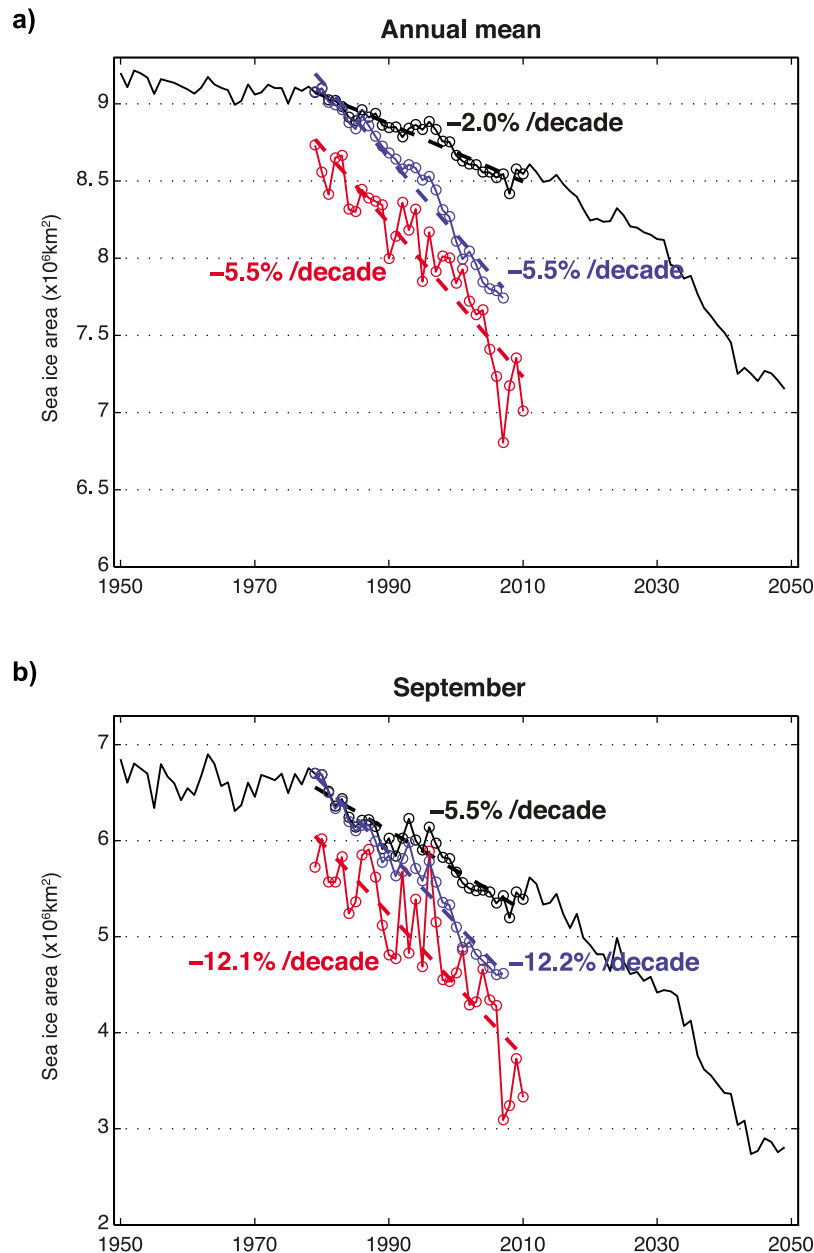 a)
Annual mean
9
8.5
8
7.5
7
6.5
6
Sea ice area (x10⁶km²)
−2.0% /decade
−5.5% /decade
−5.5% /decade
1950 1970 1990 2010 2030 2050
b)
September
7
6
5
4
3
2
Sea ice area (x10⁶km²)
−5.5% /decade
−12.1% /decade
−12.2% /decade
1950 1970 1990 2010 2030 2050